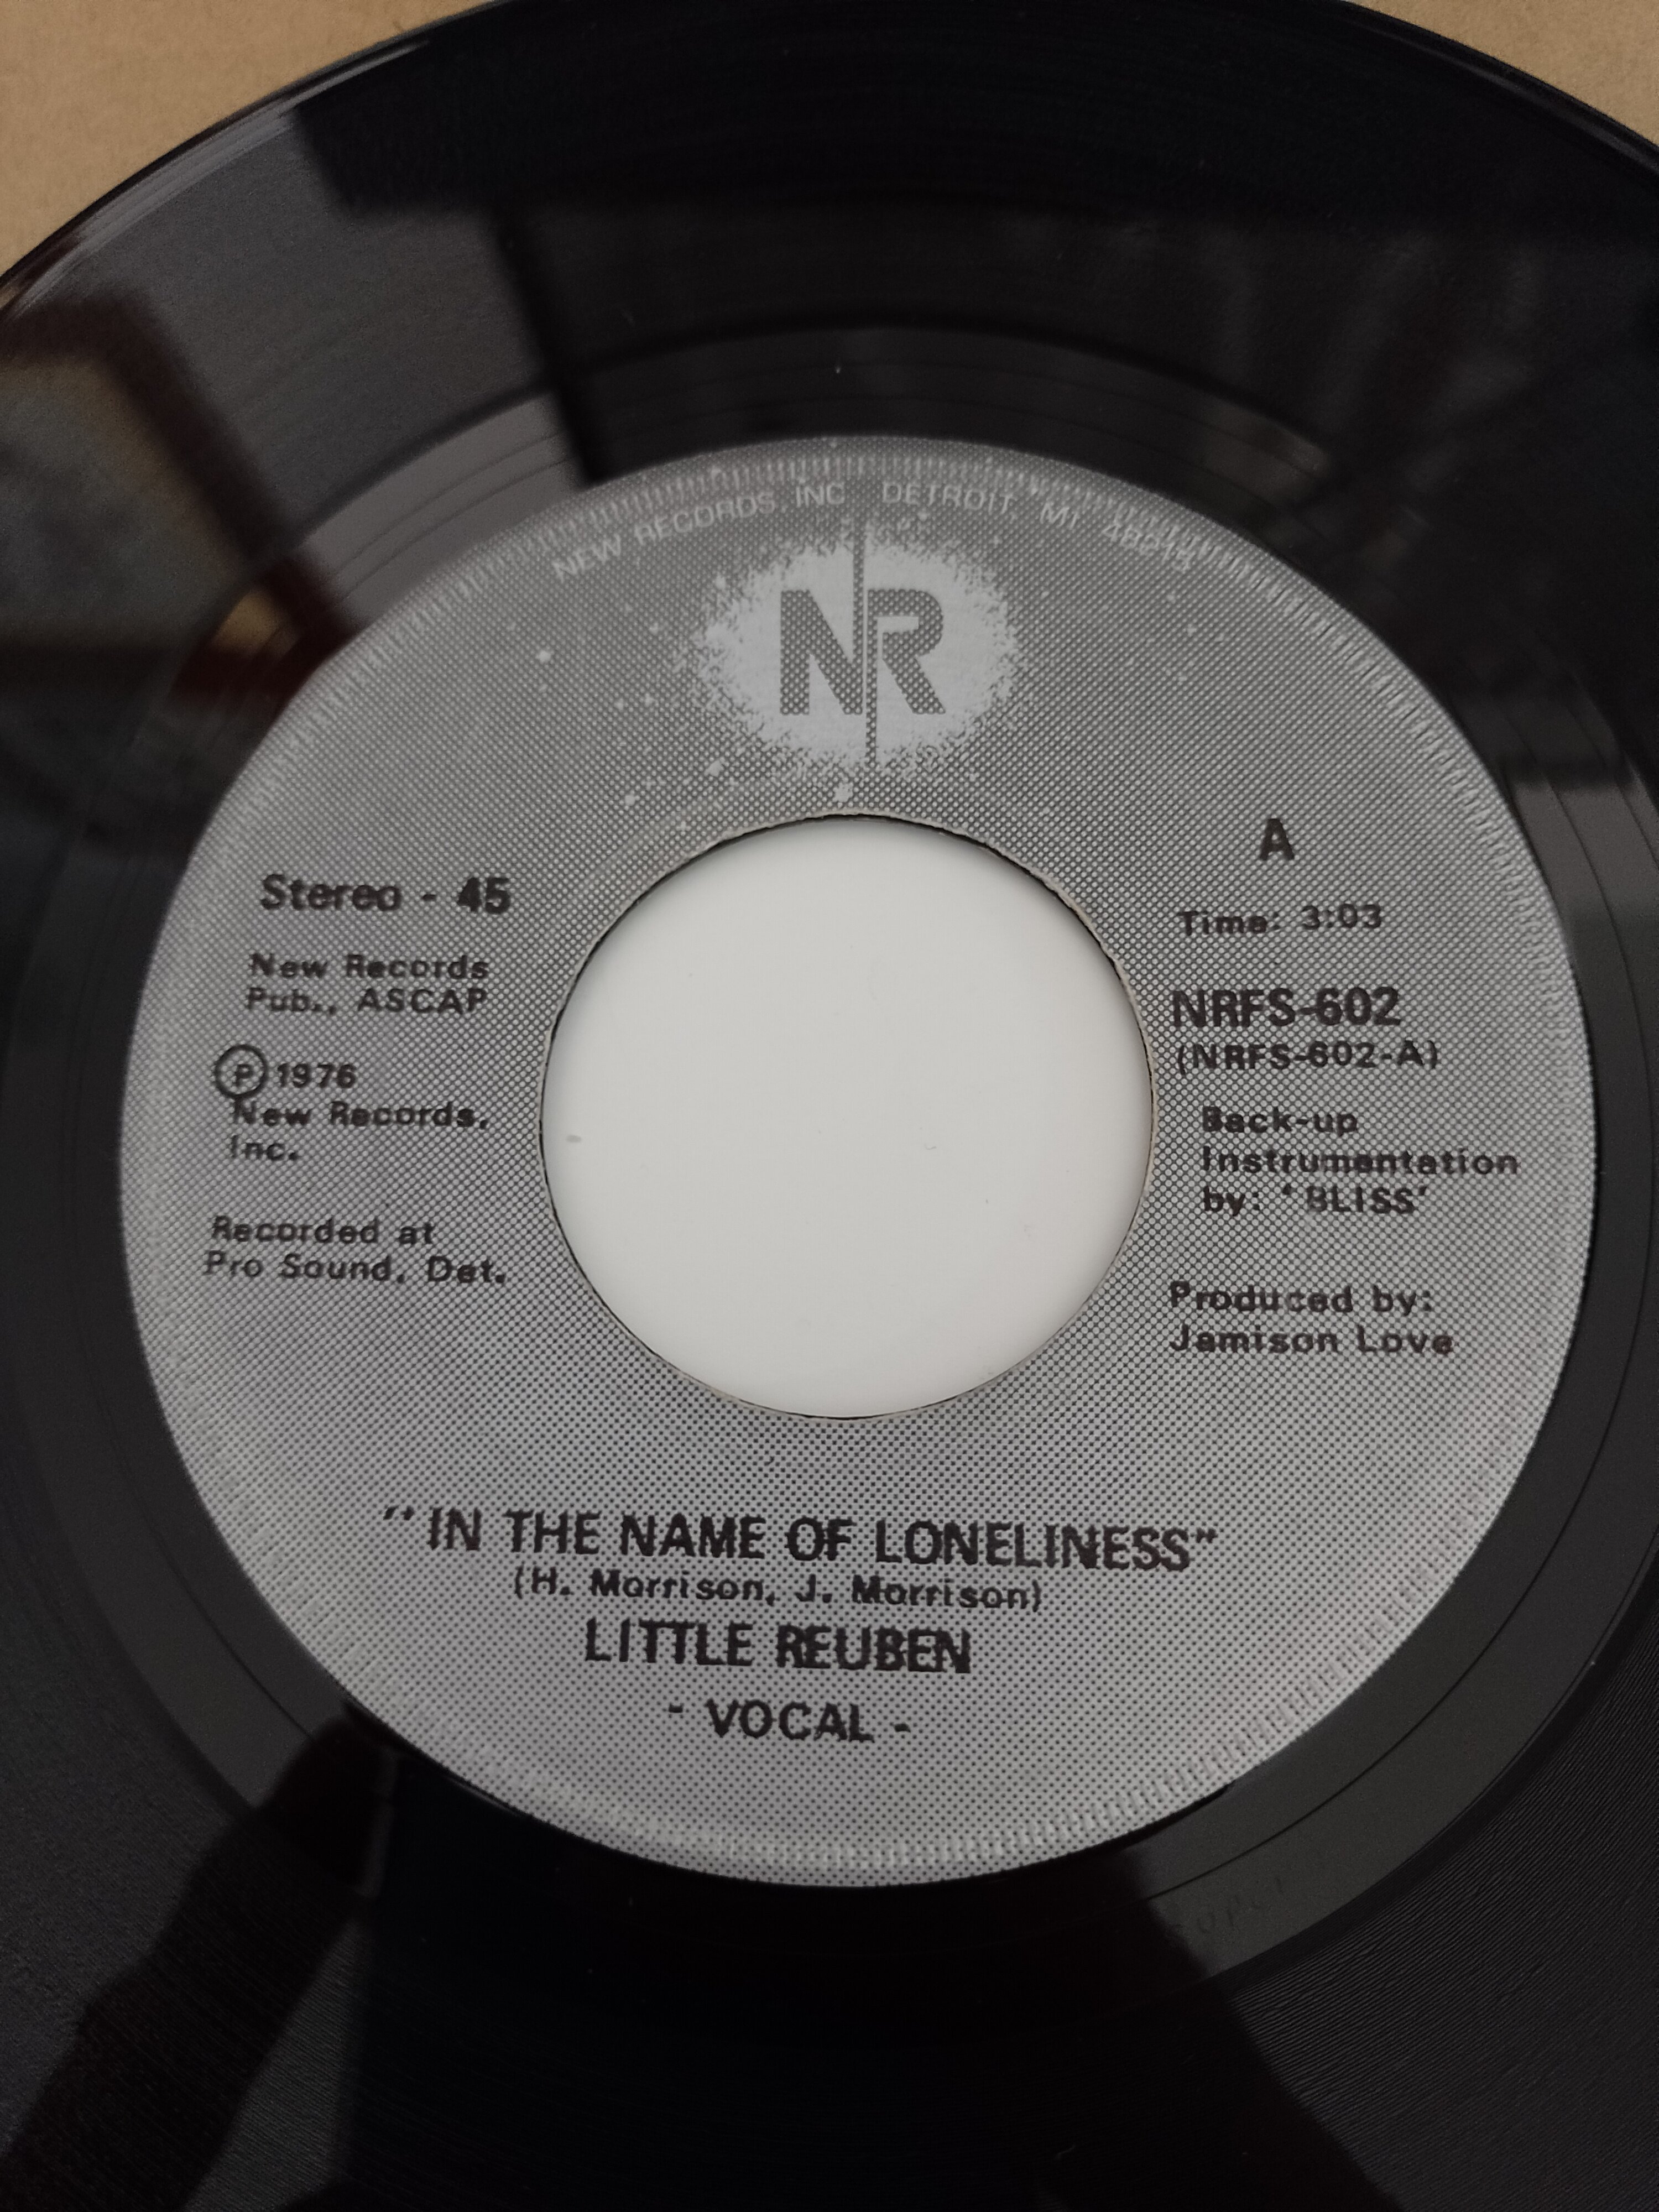 NEW RECORDS, INC DETROIT, MI
NR
A
Stereo - 45
Time: 3:03
New Records
Pub., ASCAP
NRFS-602
(NRFS-602-A)
Ⓟ 1976
New Records,
Inc.
Back-up
Instrumentation
by: 'BLISS'
Recorded at
Pro Sound, Det.
Produced by:
Jamison Love
"IN THE NAME OF LONELINESS"
(H. Morrison, J. Morrison)
LITTLE REUBEN
- VOCAL -